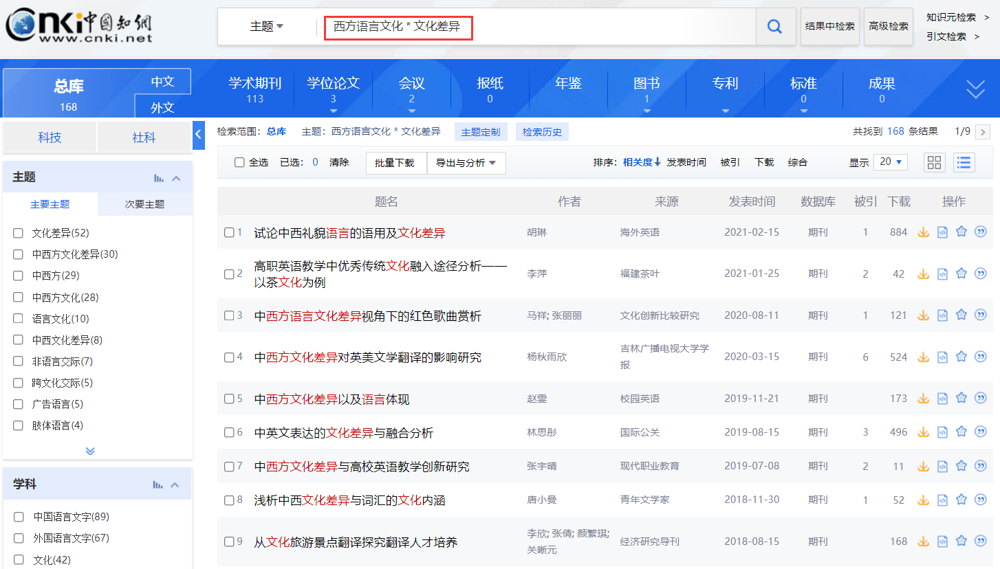 cnki中国知網
www.cnki.net
主题
西方语言文化 * 文化差异
结果中检索
高级检索
知识元检索 >
引文检索 >
总库
168
中文
外文
学术期刊
113
学位论文
3
会议
2
报纸
0
年鉴
图书
1
专利
标准
0
成果
0
科技
社科
检索范围：总库 主题：西方语言文化 * 文化差异 主题定制 检索历史 共找到 168 条结果 1/9 >
全选 已选：0 清除 批量下载 导出与分析 排序：相关度 发表时间 被引 下载 综合 显示 20
主题
主要主题 次要主题
文化差异(52)
中西方文化差异(30)
中西方(29)
中西方文化(28)
语言文化(10)
中西文化差异(8)
非语言交际(7)
跨文化交际(5)
广告语言(5)
肢体语言(4)
学科
中国语言文字(89)
外国语言文字(67)
文化(42)
题名 作者 来源 发表时间 数据库 被引 下载 操作
1 试论中西礼貌语言的语用及文化差异 胡琳 海外英语 2021-02-15 期刊 1 884
2 高职英语教学中优秀传统文化融入途径分析——
以茶文化为例 李萍 福建茶叶 2021-01-25 期刊 2 42
3 中西方语言文化差异视角下的红色歌曲赏析 马祥; 张丽丽 文化创新比较研究 2020-08-11 期刊 1 121
4 中西方文化差异对英美文学翻译的影响研究 杨秋雨欣 吉林广播电视大学学
报 2020-03-15 期刊 6 524
5 中西方文化差异以及语言体现 赵雯 校园英语 2019-11-21 期刊 173
6 中英文表达的文化差异与融合分析 林思彤 国际公关 2019-08-15 期刊 3 496
7 中西方文化差异与高校英语教学创新研究 张宇晴 现代职业教育 2019-07-08 期刊 2 11
8 浅析中西文化差异与词汇的文化内涵 唐小曼 青年文学家 2018-11-30 期刊 1 52
9 从文化旅游景点翻译探究翻译人才培养 李欣; 张倩; 颜繁琪;
关晰元 经济研究导刊 2018-08-15 期刊 168